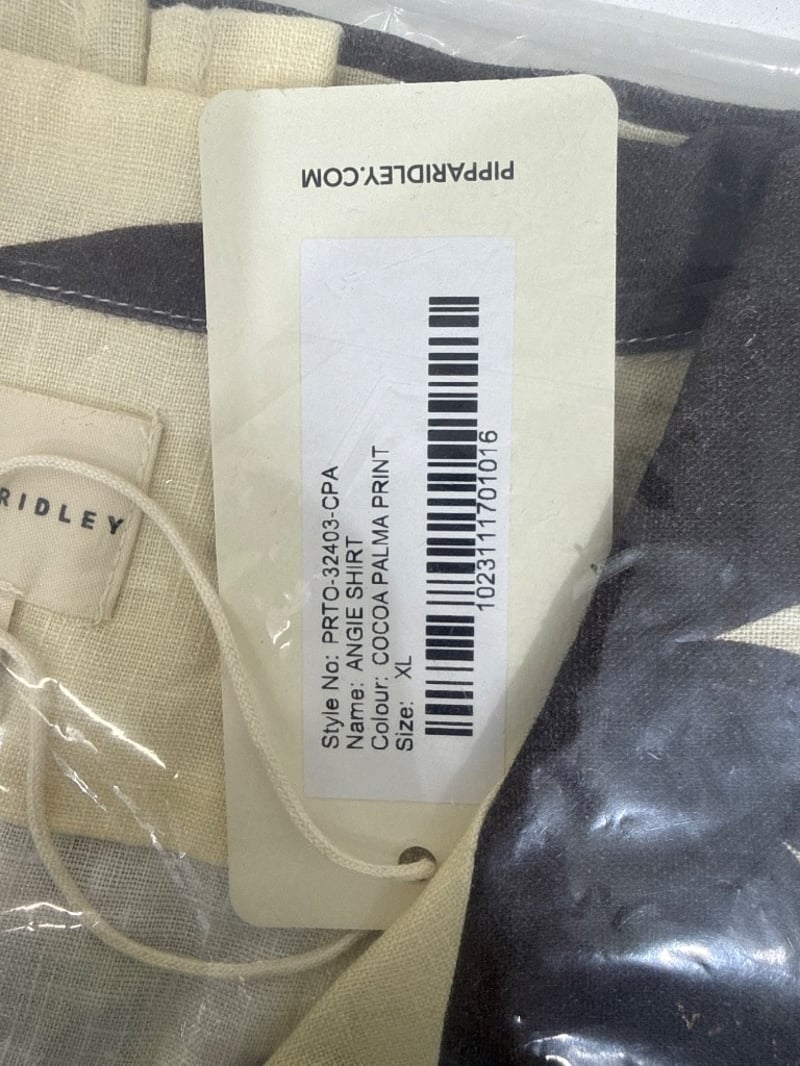 PIPPARIDLEY.COM
Style No: PRTO-32403-CPA
Name: ANGIE SHIRT
Colour: COCOA PALMA PRINT
Size: XL
1023111701016
RIDLEY